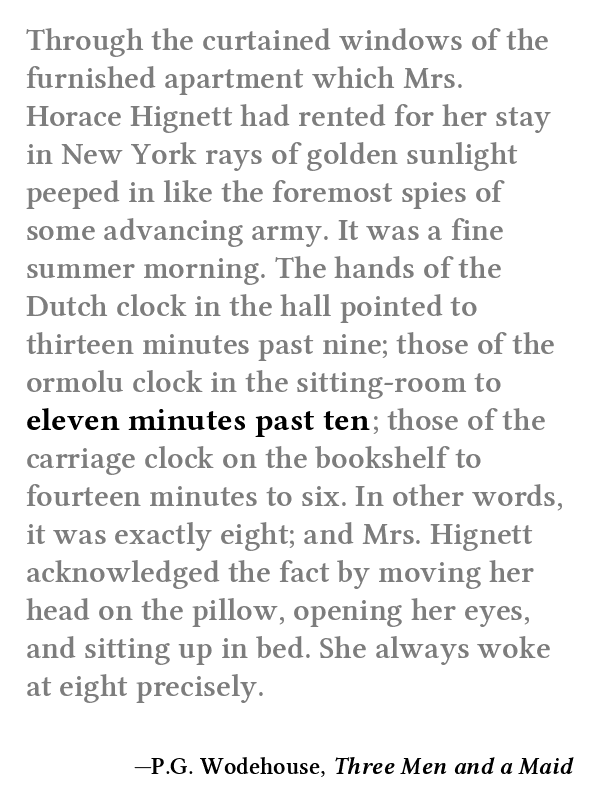 Through the curtained windows of the
furnished apartment which Mrs.
Horace Hignett had rented for her stay
in New York rays of golden sunlight
peeped in like the foremost spies of
some advancing army. It was a fine
summer morning. The hands of the
Dutch clock in the hall pointed to
thirteen minutes past nine; those of the
ormolu clock in the sitting-room to
eleven minutes past ten; those of the
carriage clock on the bookshelf to
fourteen minutes to six. In other words,
it was exactly eight; and Mrs. Hignett
acknowledged the fact by moving her
head on the pillow, opening her eyes,
and sitting up in bed. She always woke
at eight precisely.
—P.G. Wodehouse, Three Men and a Maid